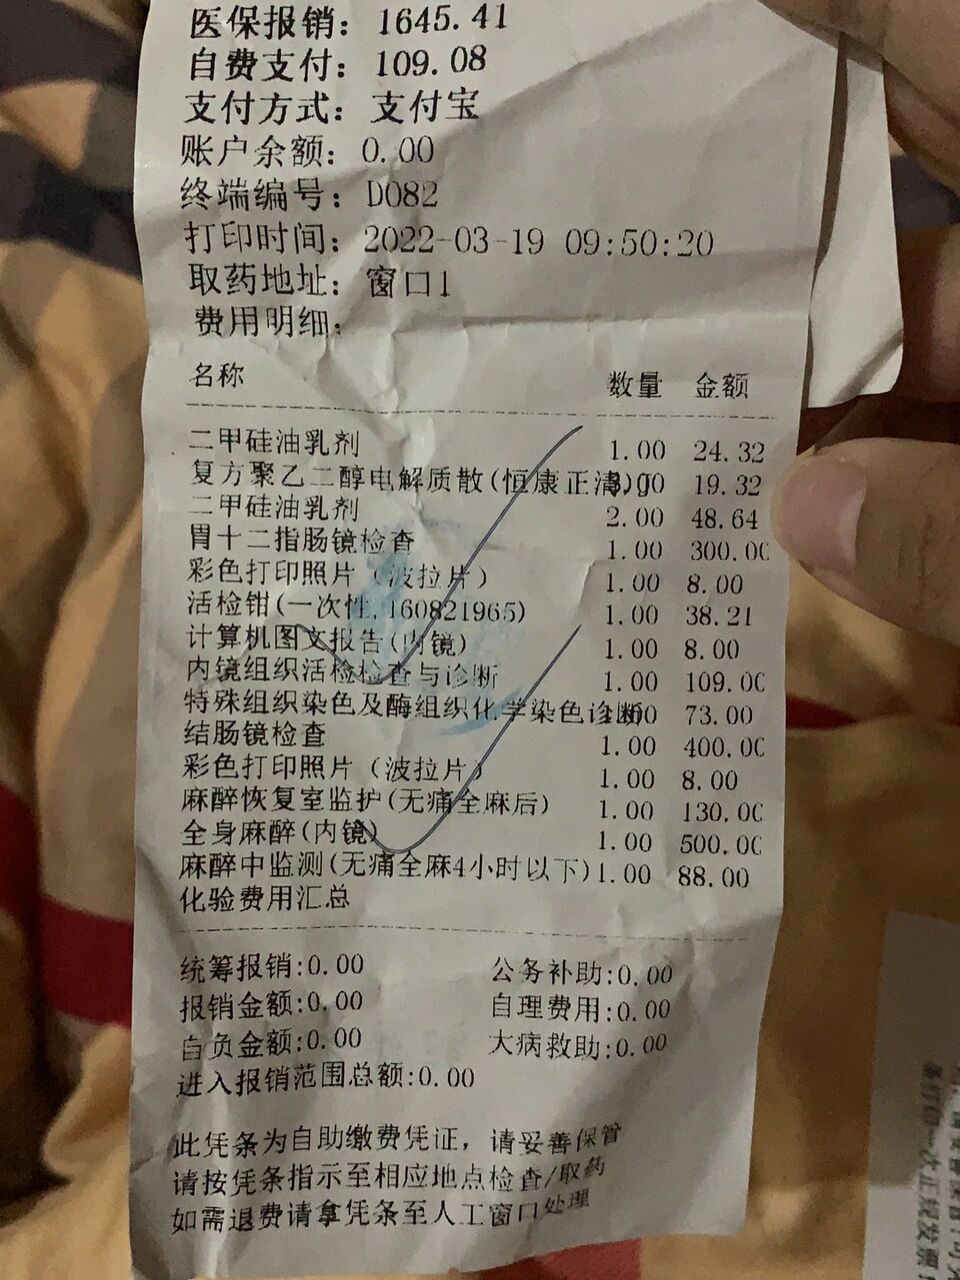 医保报销: 1645.41
自费支付: 109.08
支付方式: 支付宝
账户余额: 0.00
终端编号: D082
打印时间: 2022-03-19 09:50:20
取药地址: 窗口1
费用明细:
名称 数量 金额
二甲硅油乳剂 1.00 24.32
复方聚乙二醇电解质散(恒康正清) 19.32
二甲硅油乳剂 2.00 48.64
胃十二指肠镜检查 1.00 300.00
彩色打印照片（波拉片） 1.00 8.00
活检钳(一次性,160821965) 1.00 38.21
计算机图文报告(内镜) 1.00 8.00
内镜组织活检检查与诊断 1.00 109.00
特殊组织染色及酶组织化学染色诊断 73.00
结肠镜检查 1.00 400.00
彩色打印照片（波拉片） 1.00 8.00
麻醉恢复室监护(无痛全麻后) 1.00 130.00
全身麻醉(内镜) 1.00 500.00
麻醉中监测(无痛全麻4小时以下) 1.00 88.00
化验费用汇总
统筹报销:0.00 公务补助:0.00
报销金额:0.00 自理费用:0.00
自负金额:0.00 大病救助:0.00
进入报销范围总额:0.00
此凭条为自助缴费凭证，请妥善保管
请按凭条指示至相应地点检查/取药
如需退费请拿凭条至人工窗口处理